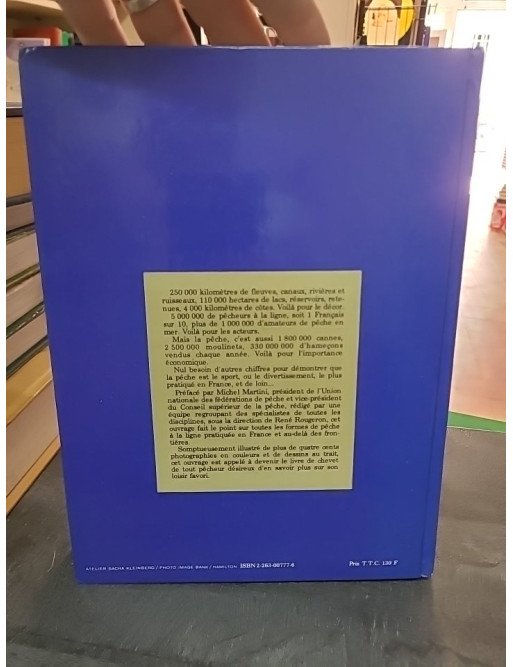 250 000 kilomètres de fleuves, canaux, rivières et
ruisseaux, 110 000 hectares de lacs, réservoirs, rete-
nues, 4 000 kilomètres de côtes. Voilà pour le décor.
5 000 000 de pêcheurs à la ligne, soit 1 Français
sur 10, plus de 1 000 000 d'amateurs de pêche en
mer. Voilà pour les acteurs.
Mais la pêche, c'est aussi 1 800 000 cannes,
2 500 000 moulinets, 330 000 000 d'hameçons
vendus chaque année. Voilà pour l'importance
économique.
Nul besoin d'autres chiffres pour démontrer que
la pêche est le sport, ou le divertissement, le plus
pratiqué en France, et de loin...
Préfacé par Michel Martini, président de l'Union
nationale des fédérations de pêche et vice-président
du Conseil supérieur de la pêche, rédigé par une
équipe regroupant des spécialistes de toutes les
disciplines, sous la direction de René Rougeron, cet
ouvrage fait le point sur toutes les formes de pêche
à la ligne pratiquée en France et au-delà des fron-
tières.
Somptueusement illustré de plus de quatre cents
photographies en couleurs et de dessins au trait,
cet ouvrage est appelé à devenir le livre de chevet
de tout pêcheur désireux d'en savoir plus sur son
loisir favori.
ATELIER SACHA KLEINBERG / PHOTO IMAGE BANK / HAMILTON ISBN 2-263-00777-6 Prix T.T.C. 130 F